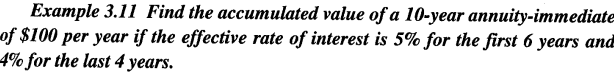 Example 3.11 Find the accumulated value of a 10-year annuity-immediate
of $100 per year if the effective rate of interest is 5% for the first 6 years and
4% for the last 4 years.